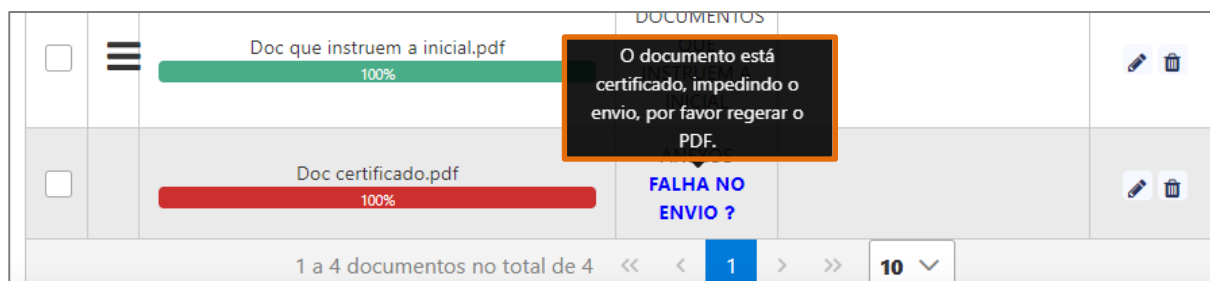 DOCUMENTOS
Doc que instruem a inicial.pdf
100%
O documento está
certificado, impedindo o
envio, por favor regerar o
PDF.
Doc certificado.pdf
100%
ANEXOS
FALHA NO
ENVIO ?
1 a 4 documentos no total de 4 << < 1 > >> 10